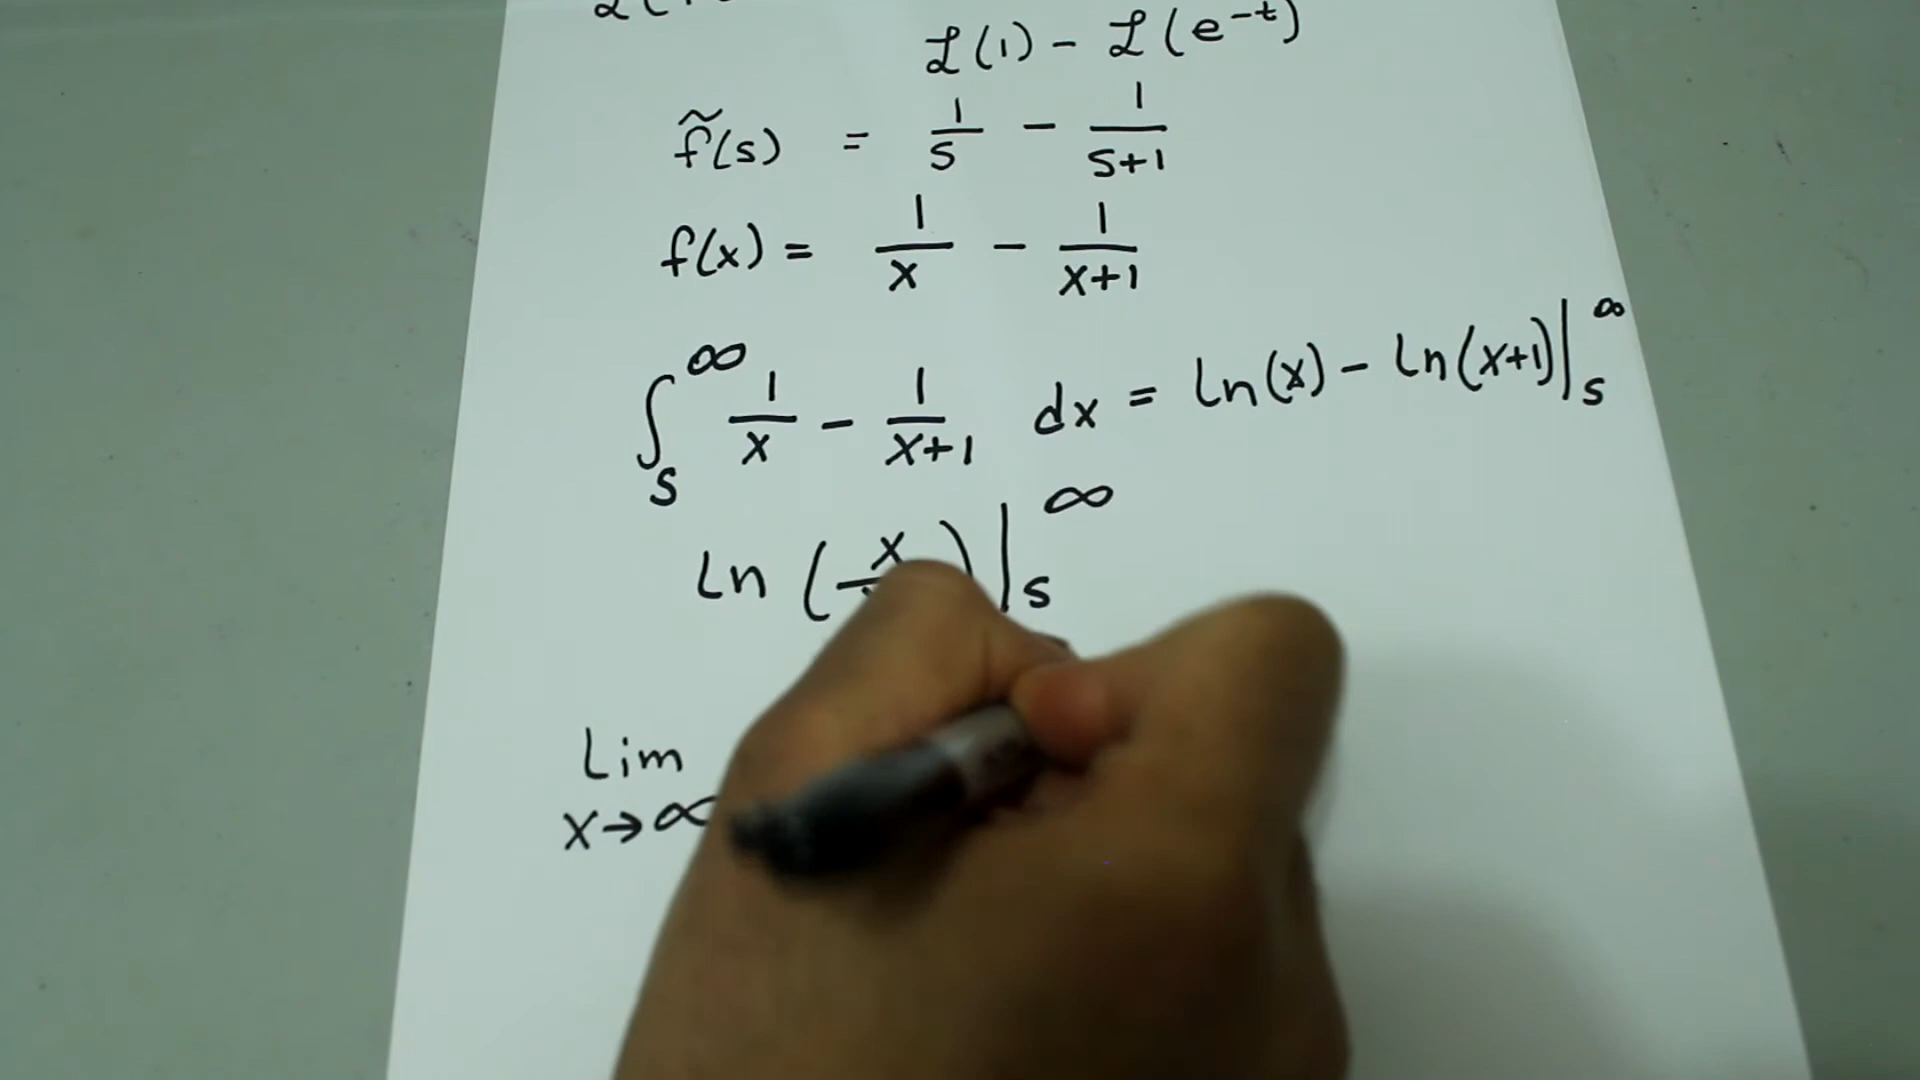 ℒ(1) - ℒ(e^{-t})
f̃(s) = 1/s - 1/(s+1)
f(x) = 1/x - 1/(x+1)
∫_s^∞ 1/x - 1/(x+1) dx = Ln(x) - Ln(x+1)|_s^∞
Ln (x/ )|_s^∞
Lim
x→∞